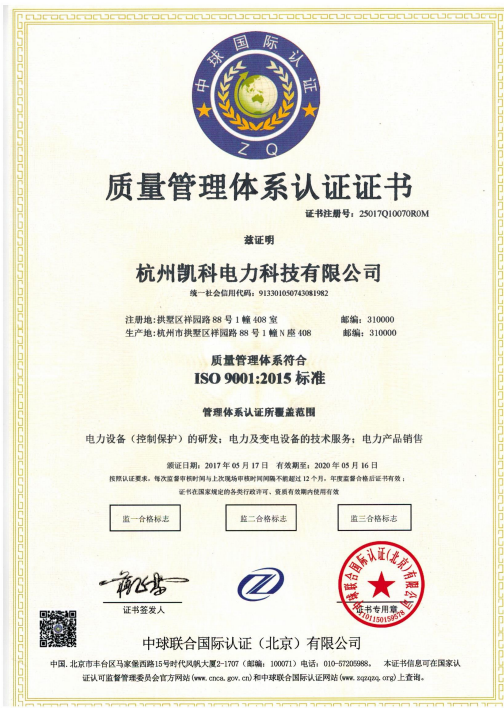 中球国际认证
ZQ
质量管理体系认证证书
证书注册号：25017Q10070R0M
兹证明
杭州凯科电力科技有限公司
统一社会信用代码：913301050743081982
注册地:拱墅区祥园路 88 号 1 幢 408 室 邮编：310000
生产地:杭州市拱墅区祥园路 88 号 1 幢 N 座 408 邮编：310000
质量管理体系符合
ISO 9001:2015 标准
管理体系认证所覆盖范围
电力设备（控制保护）的研发；电力及变电设备的技术服务；电力产品销售
颁证日期：2017 年 05 月 17 日 有效期至：2020 年 05 月 16 日
按照认证要求，每次监督审核时间与上次现场审核时间间隔不能超过 12 个月，年度监督合格后证书有效；
证书在国家规定的各类行政许可、资质有效期内使用有效
监一合格标志 监二合格标志 监三合格标志
中球联合国际认证(北京)有限公司
证书签发人 证书专用章
1101150159578
中球联合国际认证（北京）有限公司
中国.北京市丰台区马家堡西路15号时代风帆大厦2-1707（邮编：100071）电话：010-57205988。 本证书信息可在国家认
证认可监督管理委员会官方网站(www.cnca.gov.cn)和中球联合国际认证网站(www.zqzqzq.org)上查询。